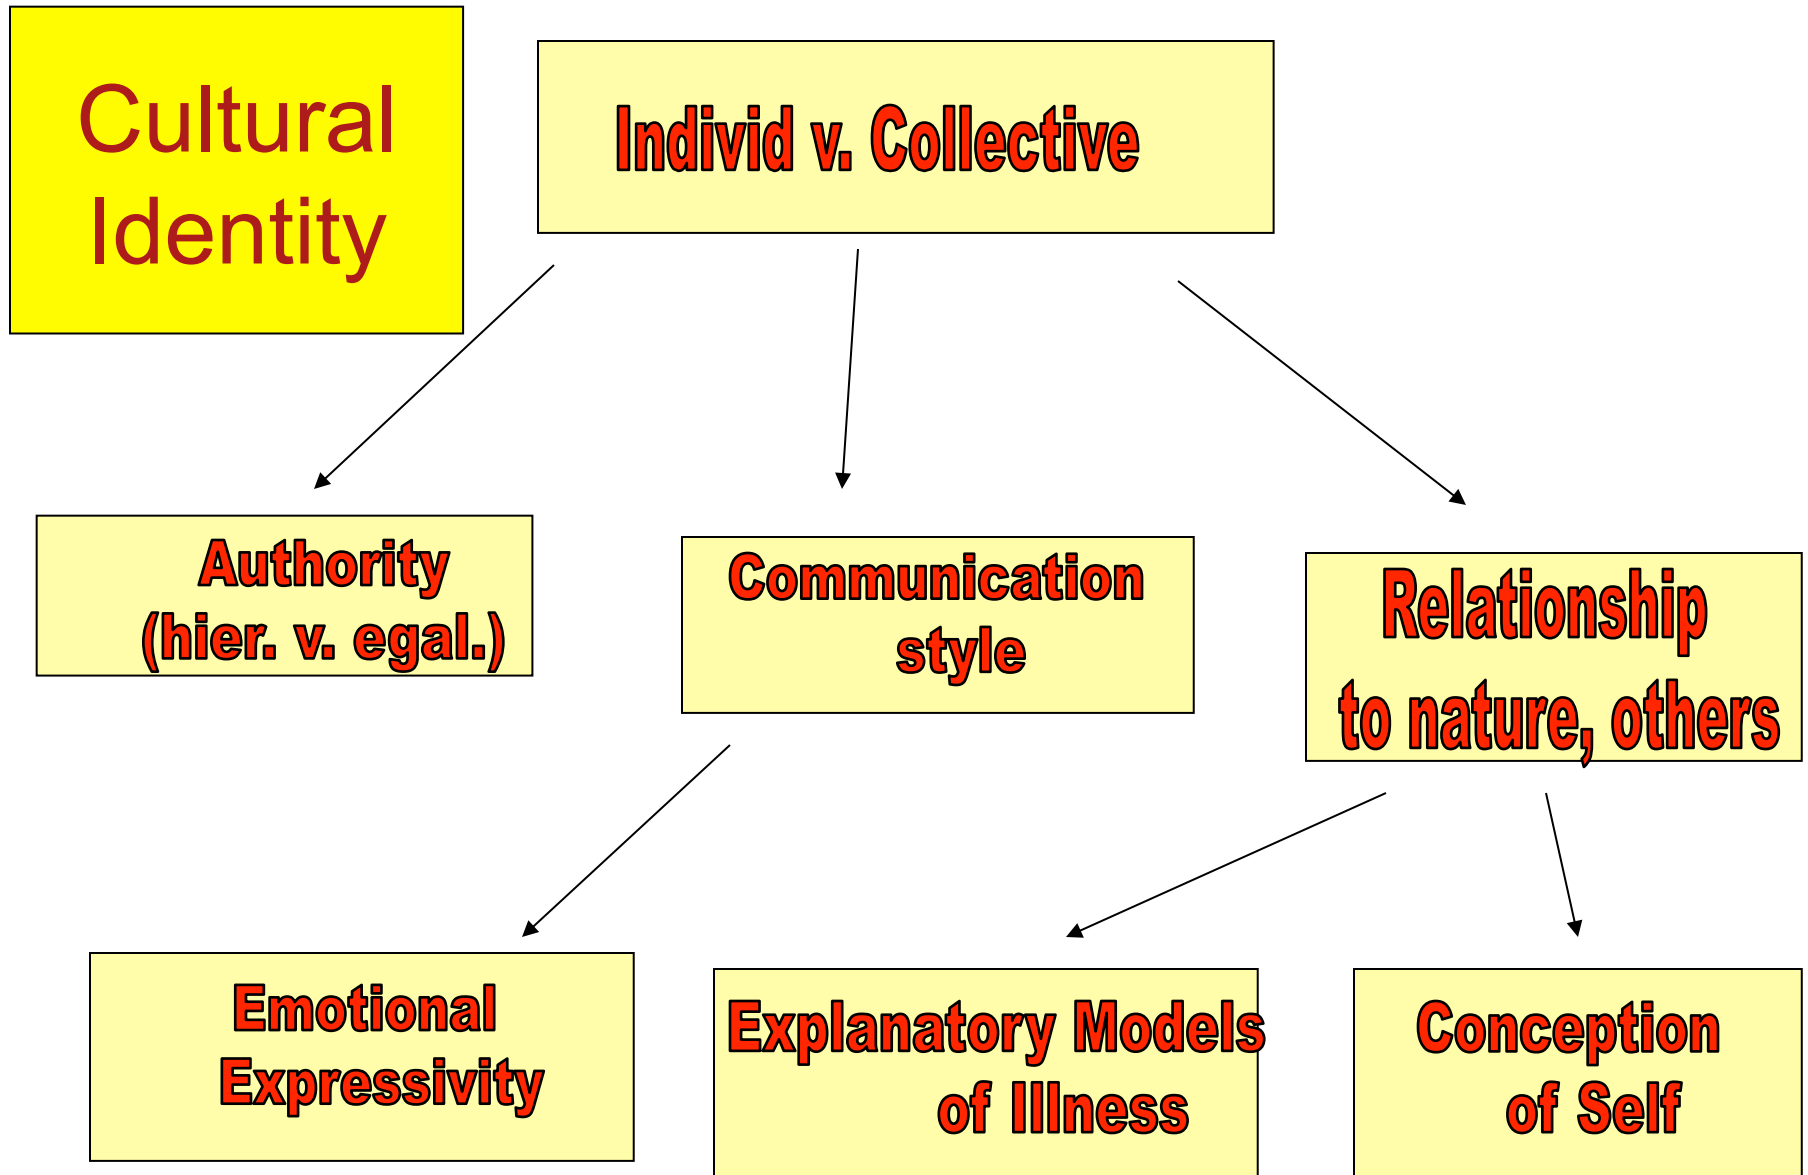 Cultural
Identity
Individ v. Collective
Authority
(hier. v. egal.)
Communication
style
Relationship
to nature, others
Emotional
Expressivity
Explanatory Models
of Illness
Conception
of Self